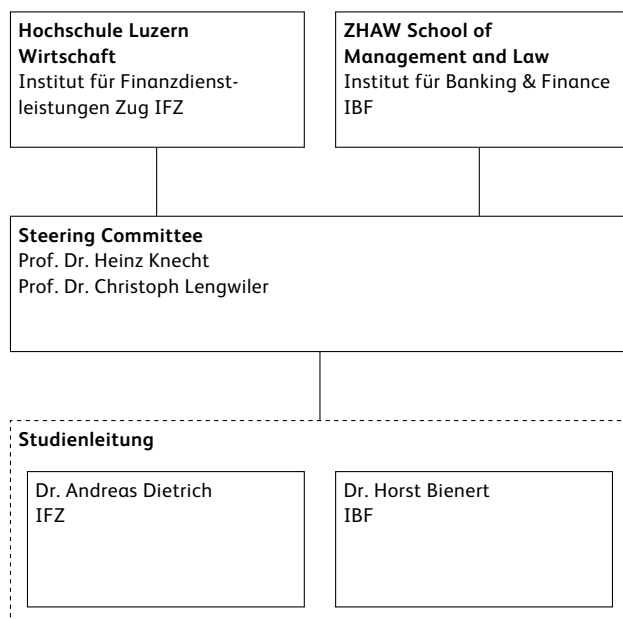 Hochschule Luzern
Wirtschaft
Institut für Finanzdienst-
leistungen Zug IFZ
ZHAW School of
Management and Law
Institut für Banking & Finance
IBF
Steering Committee
Prof. Dr. Heinz Knecht
Prof. Dr. Christoph Lengwiler
Studienleitung
Dr. Andreas Dietrich
IFZ
Dr. Horst Bienert
IBF